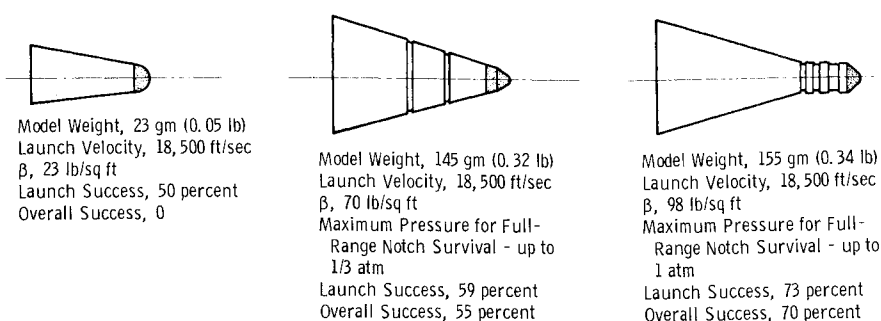 Model Weight, 23 gm (0.05 lb)
Launch Velocity, 18,500 ft/sec
β, 23 lb/sq ft
Launch Success, 50 percent
Overall Success, 0
Model Weight, 145 gm (0.32 lb)
Launch Velocity, 18,500 ft/sec
β, 70 lb/sq ft
Maximum Pressure for Full-
Range Notch Survival - up to
1/3 atm
Launch Success, 59 percent
Overall Success, 55 percent
Model Weight, 155 gm (0.34 lb)
Launch Velocity, 18,500 ft/sec
β, 98 lb/sq ft
Maximum Pressure for Full-
Range Notch Survival - up to
1 atm
Launch Success, 73 percent
Overall Success, 70 percent